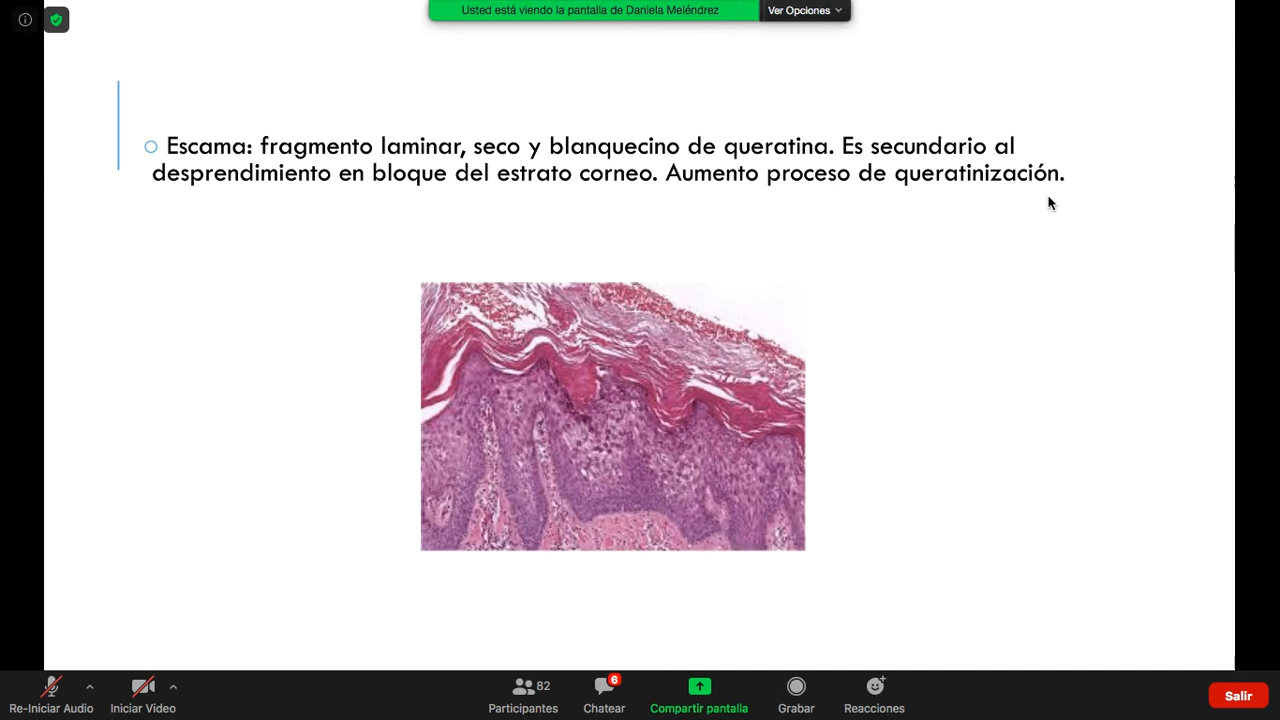 Usted está viendo la pantalla de Daniela Meléndrez
Ver Opciones
Escama: fragmento laminar, seco y blanquecino de queratina. Es secundario al
desprendimiento en bloque del estrato corneo. Aumento proceso de queratinización.
Re-Iniciar Audio
Iniciar Video
82
Participantes
6
Chatear
Compartir pantalla
Grabar
Reacciones
Salir